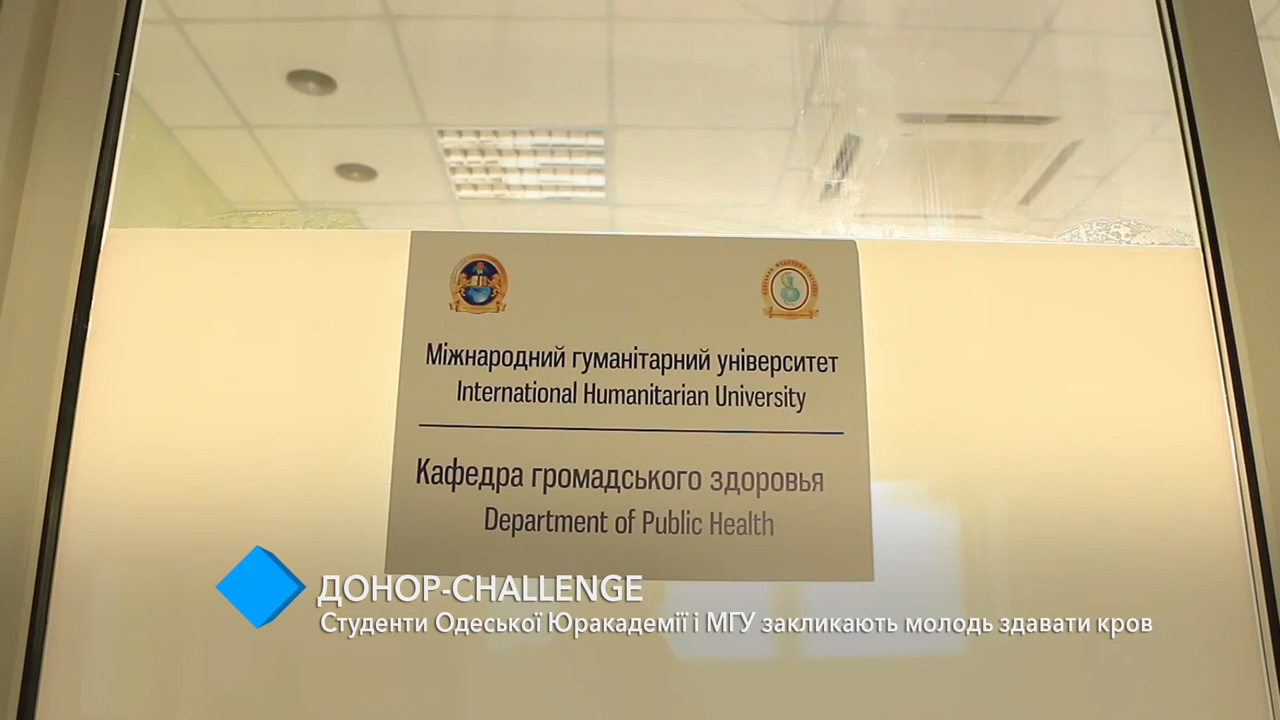 Міжнародний гуманітарний університет
International Humanitarian University
Кафедра громадського здоровья
Department of Public Health
ДОНОР-CHALLENGE
Студенти Одеської Юракадемії і МГУ закликають молодь здавати кров